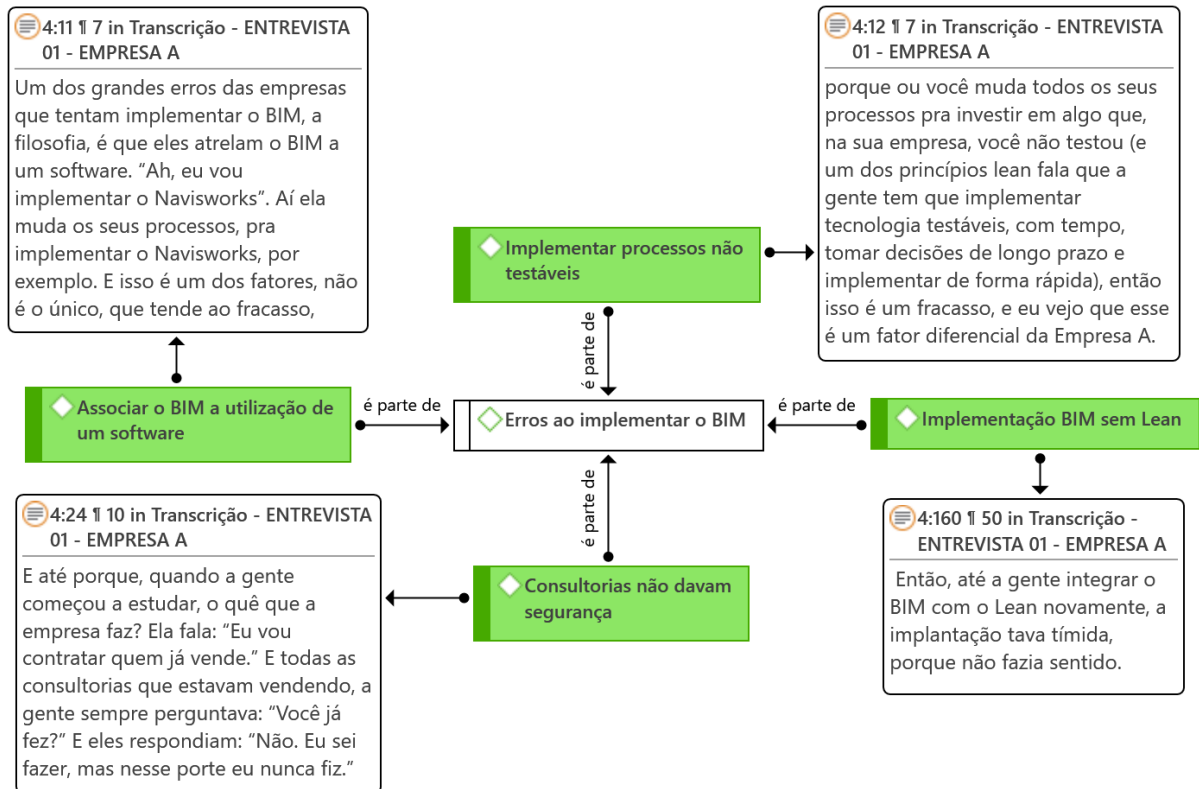 4:11 ¶ 7 in Transcrição - ENTREVISTA
01 - EMPRESA A
Um dos grandes erros das empresas
que tentam implementar o BIM, a
filosofia, é que eles atrelam o BIM a
um software. “Ah, eu vou
implementar o Navisworks”. Aí ela
muda os seus processos, pra
implementar o Navisworks, por
exemplo. E isso é um dos fatores, não
é o único, que tende ao fracasso,
4:12 ¶ 7 in Transcrição - ENTREVISTA
01 - EMPRESA A
porque ou você muda todos os seus
processos pra investir em algo que,
na sua empresa, você não testou (e
um dos princípios lean fala que a
gente tem que implementar
tecnologia testáveis, com tempo,
tomar decisões de longo prazo e
implementar de forma rápida), então
isso é um fracasso, e eu vejo que esse
é um fator diferencial da Empresa A.
Implementar processos não
testáveis
é parte de
Associar o BIM a utilização de
um software
é parte de
Erros ao implementar o BIM
é parte de
Implementação BIM sem Lean
é parte de
Consultorias não davam
segurança
4:24 ¶ 10 in Transcrição - ENTREVISTA
01 - EMPRESA A
E até porque, quando a gente
começou a estudar, o quê que a
empresa faz? Ela fala: “Eu vou
contratar quem já vende.” E todas as
consultorias que estavam vendendo, a
gente sempre perguntava: “Você já
fez?” E eles respondiam: “Não. Eu sei
fazer, mas nesse porte eu nunca fiz.”
4:160 ¶ 50 in Transcrição -
ENTREVISTA 01 - EMPRESA A
Então, até a gente integrar o
BIM com o Lean novamente, a
implantação tava tímida,
porque não fazia sentido.